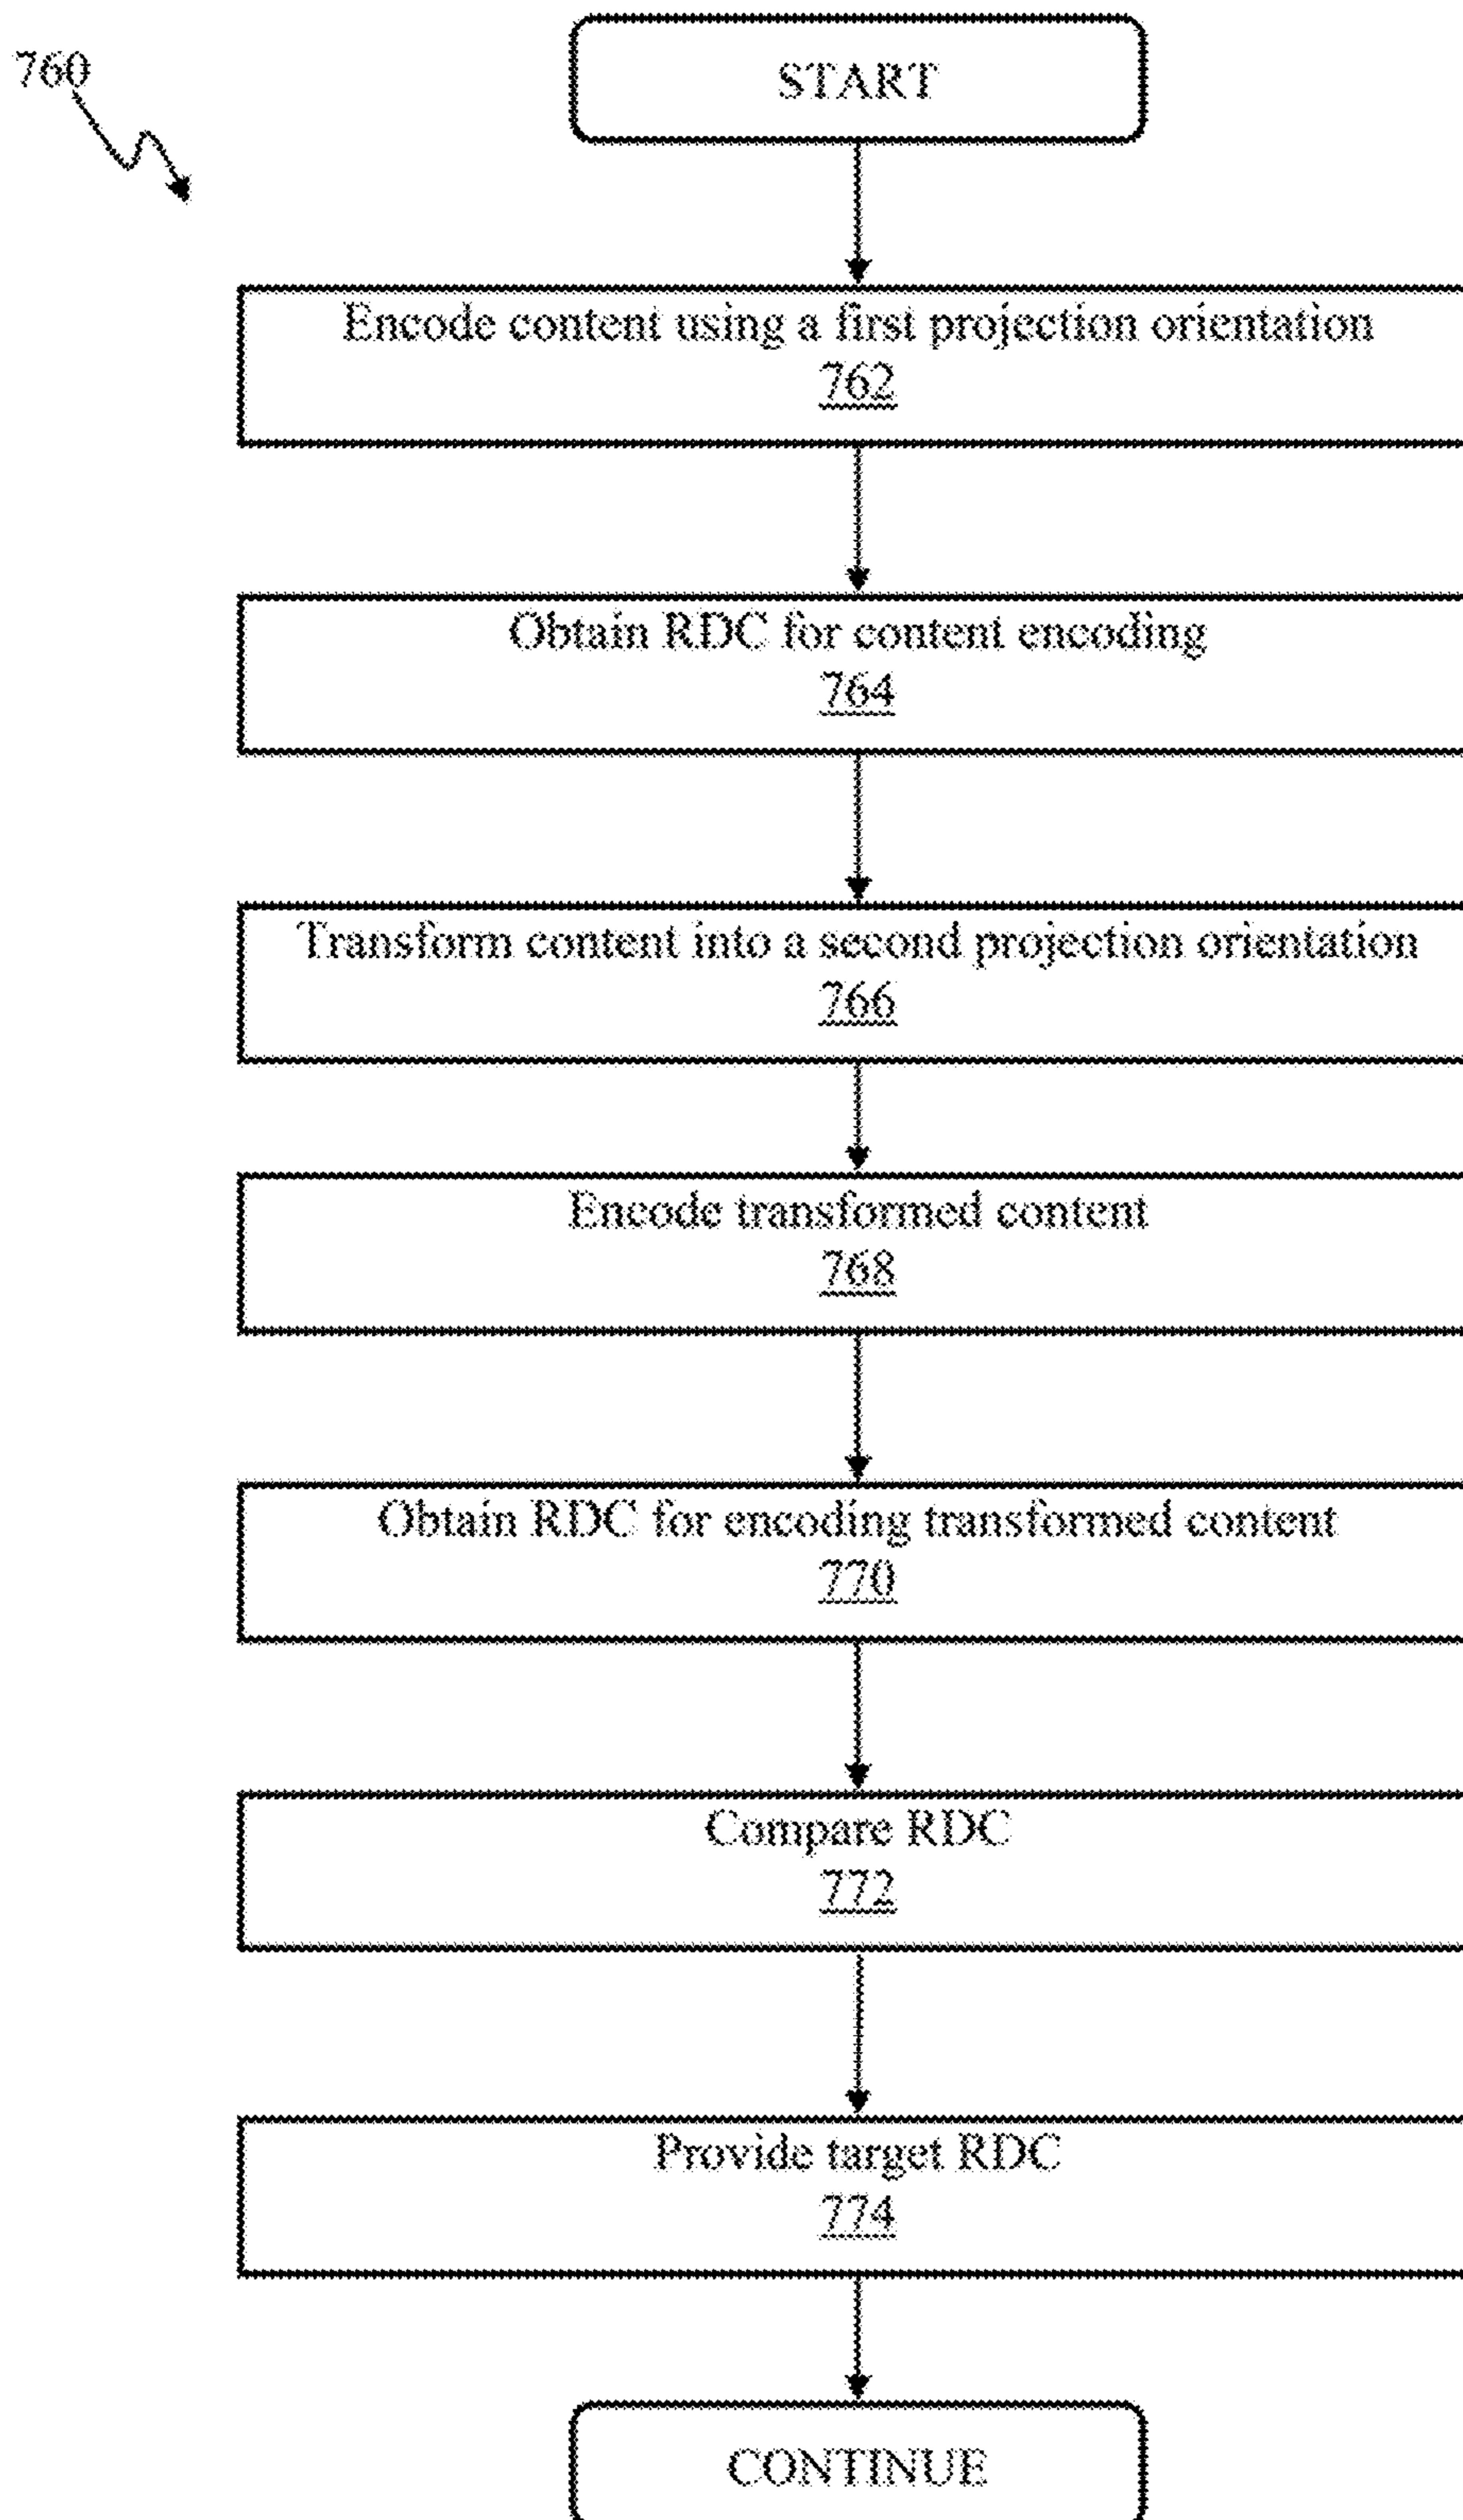 760
START
Encode content using a first projection orientation
762
Obtain RDC for content encoding
764
Transform content into a second projection orientation
766
Encode transformed content
768
Obtain RDC for encoding transformed content
770
Compare RDC
772
Provide target RDC
774
CONTINUE